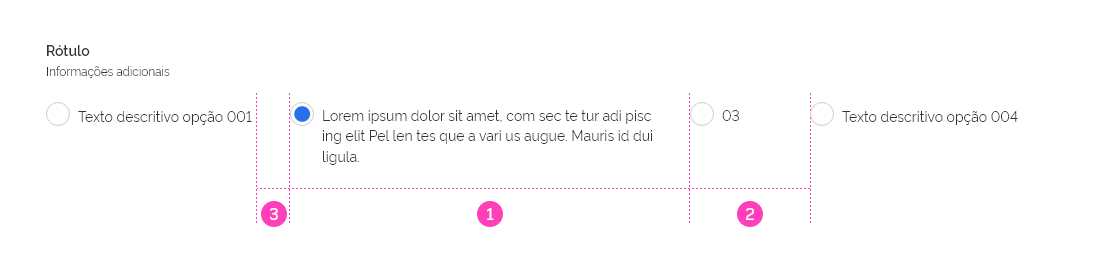 Rótulo
Informações adicionais
Texto descritivo opção 001
Lorem ipsum dolor sit amet, com sec te tur adi pisc
ing elit Pel len tes que a vari us augue. Mauris id dui
ligula.
03
Texto descritivo opção 004
3
1
2